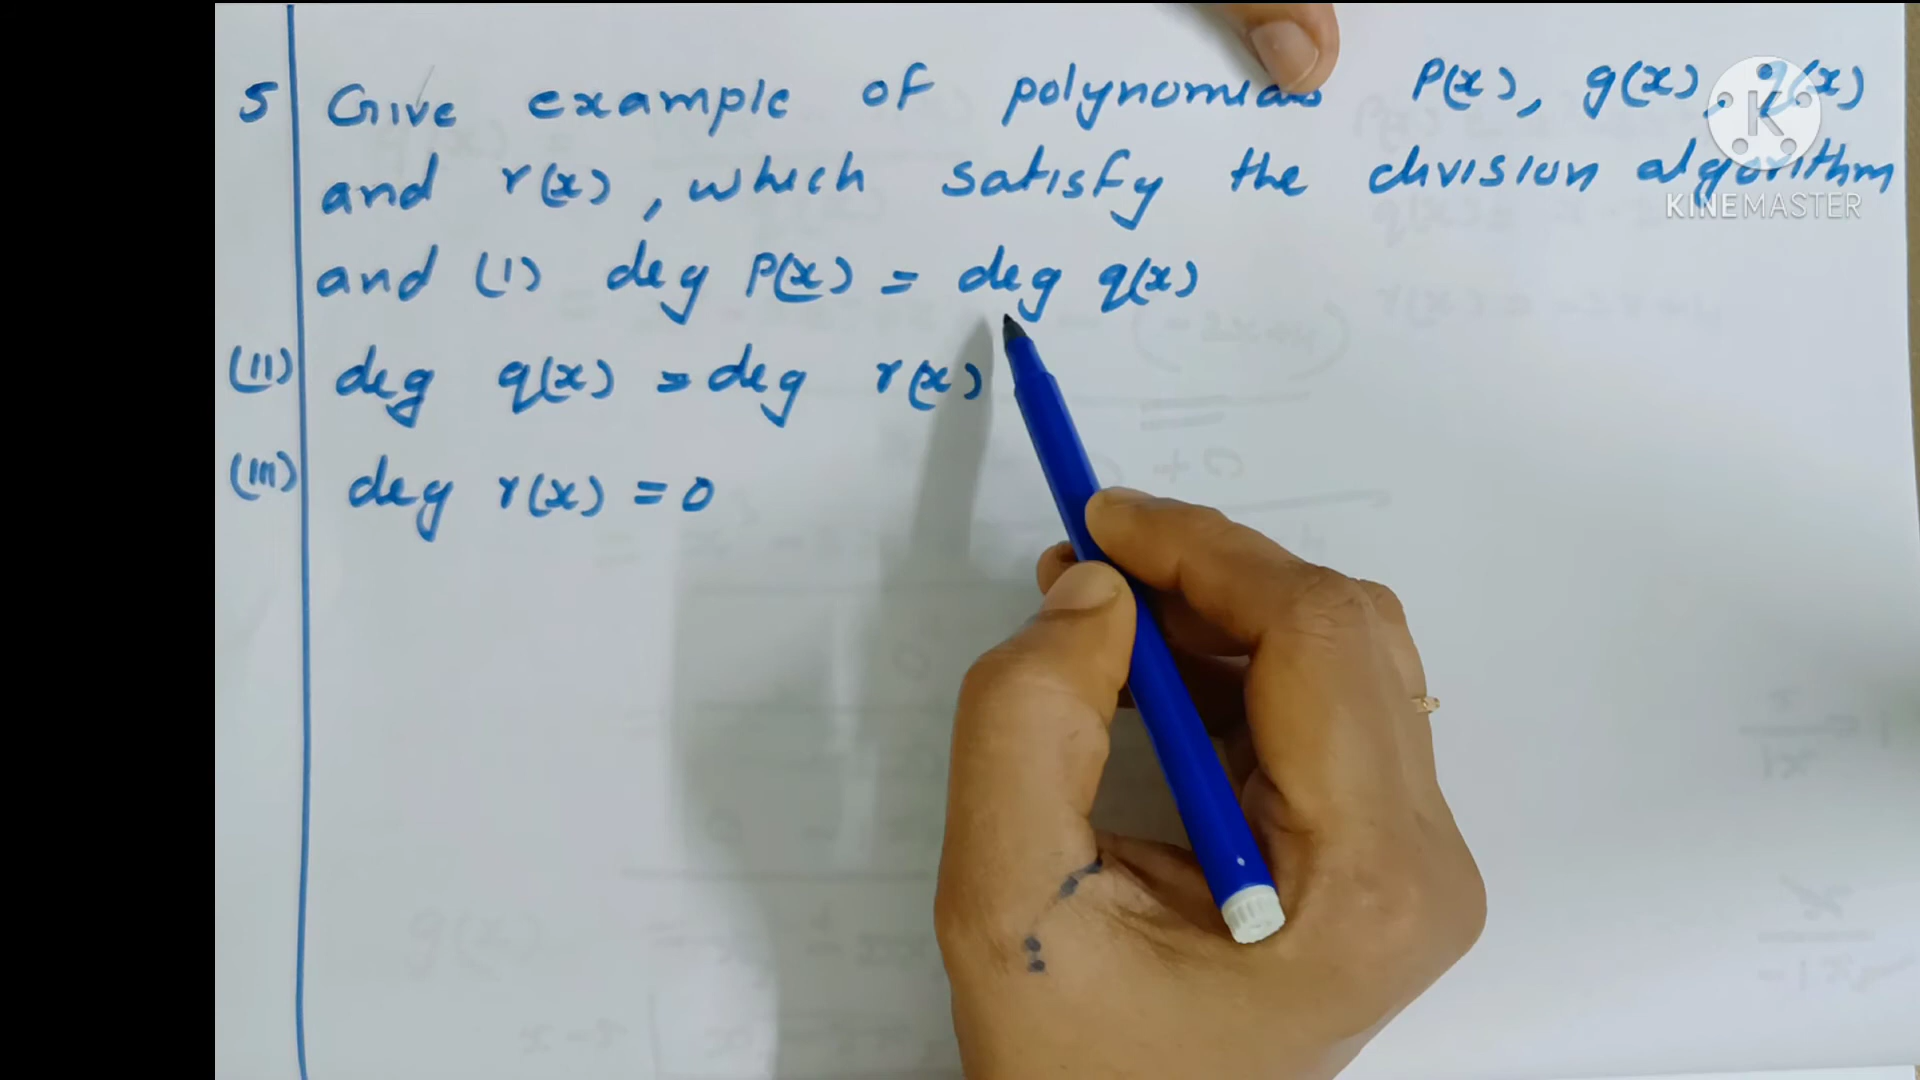 5 Give example of polynomials P(x), g(x), q(x)
and r(x), which satisfy the division algorithm
KINEMASTER
and (i) deg P(x) = deg q(x)
(ii) deg q(x) = deg r(x)
(iii) deg r(x) = 0